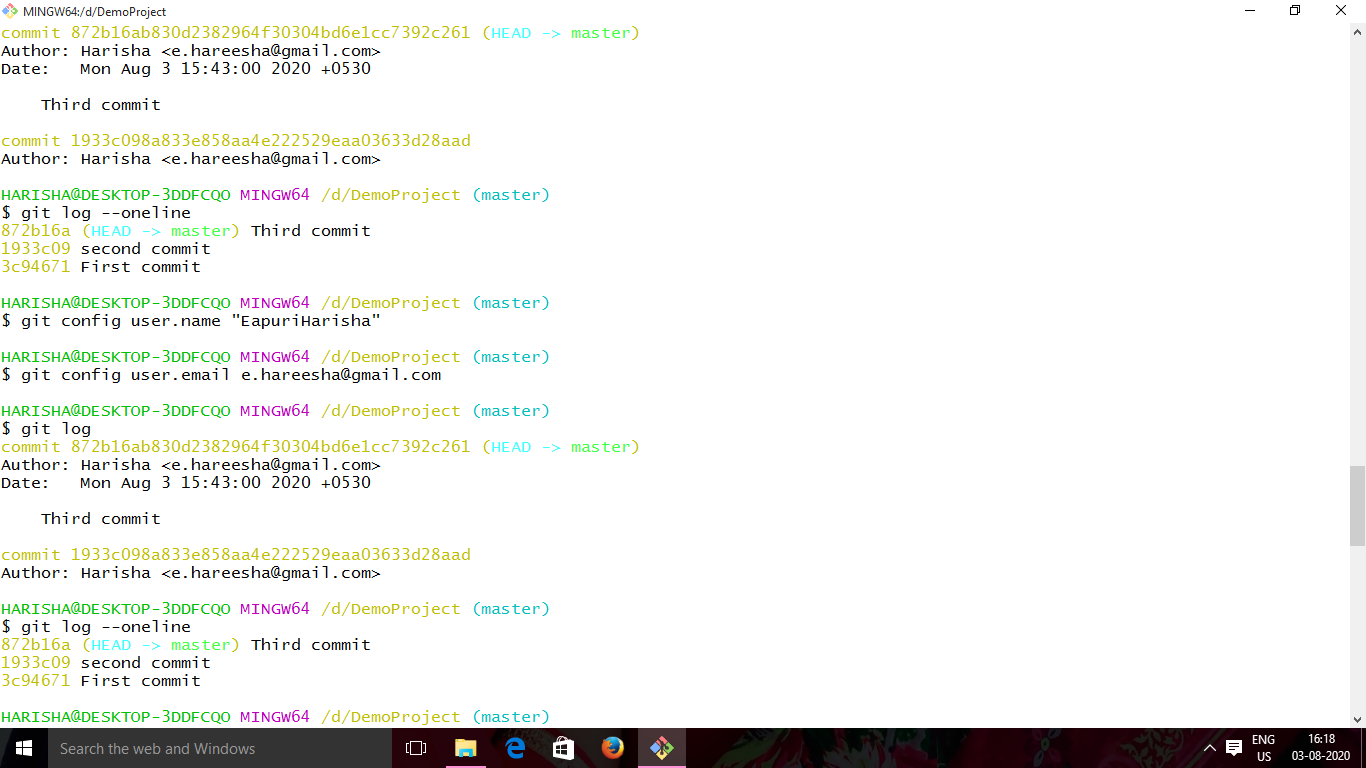 MINGW64:/d/DemoProject
commit 872b16ab830d2382964f30304bd6e1cc7392c261 (HEAD -> master)
Author: Harisha <e.hareesha@gmail.com>
Date:   Mon Aug 3 15:43:00 2020 +0530
    Third commit
commit 1933c098a833e858aa4e222529eaa03633d28aad
Author: Harisha <e.hareesha@gmail.com>
HARISHA@DESKTOP-3DDFCQO MINGW64 /d/DemoProject (master)
$ git log --oneline
872b16a (HEAD -> master) Third commit
1933c09 second commit
3c94671 First commit
HARISHA@DESKTOP-3DDFCQO MINGW64 /d/DemoProject (master)
$ git config user.name "EapuriHarisha"
HARISHA@DESKTOP-3DDFCQO MINGW64 /d/DemoProject (master)
$ git config user.email e.hareesha@gmail.com
HARISHA@DESKTOP-3DDFCQO MINGW64 /d/DemoProject (master)
$ git log
commit 872b16ab830d2382964f30304bd6e1cc7392c261 (HEAD -> master)
Author: Harisha <e.hareesha@gmail.com>
Date:   Mon Aug 3 15:43:00 2020 +0530
    Third commit
commit 1933c098a833e858aa4e222529eaa03633d28aad
Author: Harisha <e.hareesha@gmail.com>
HARISHA@DESKTOP-3DDFCQO MINGW64 /d/DemoProject (master)
$ git log --oneline
872b16a (HEAD -> master) Third commit
1933c09 second commit
3c94671 First commit
HARISHA@DESKTOP-3DDFCQO MINGW64 /d/DemoProject (master)
Search the web and Windows
ENG
US
16:18
03-08-2020